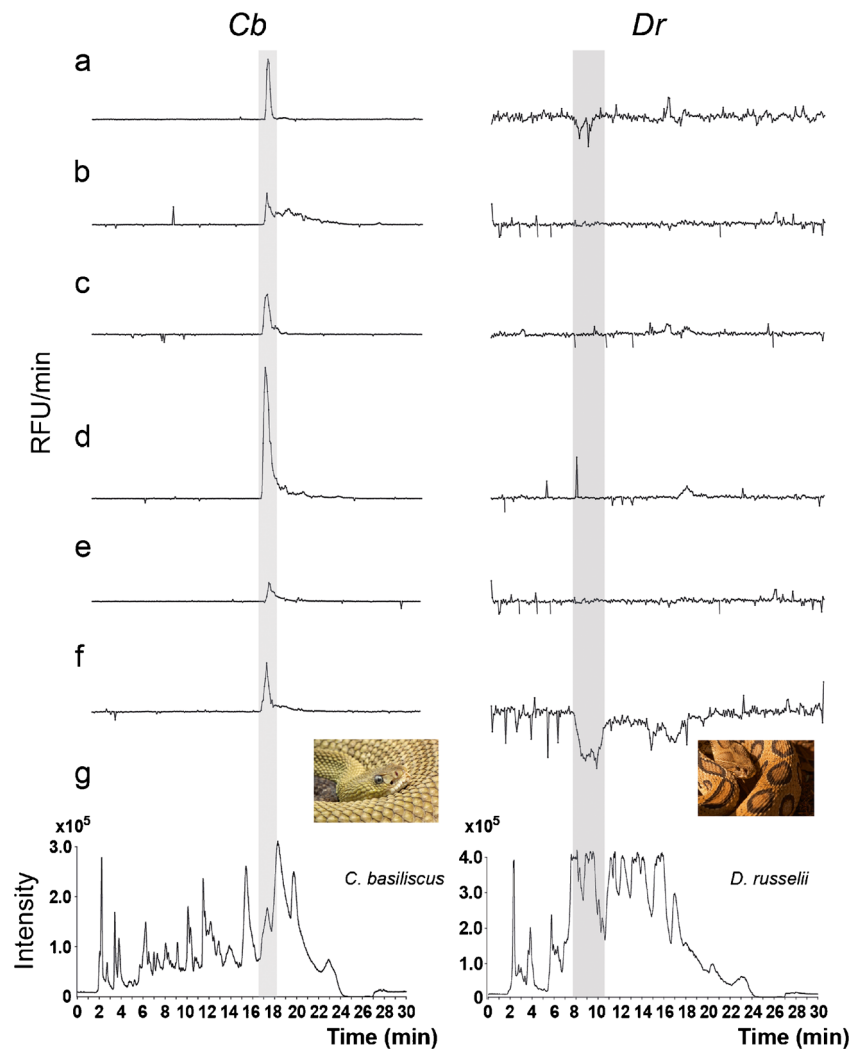 Cb Dr
a
b
c
d
e
f
g
RFU/min
x10⁵ x10⁵
3.0 4.0
C. basiliscus D. russelii
2.0 3.0
2.0
1.0 1.0
0 0
Intensity
0 2 4 6 8 10 12 14 16 18 20 22 24 26 28 30 0 2 4 6 8 10 12 14 16 18 20 22 24 26 28 30
Time (min) Time (min)